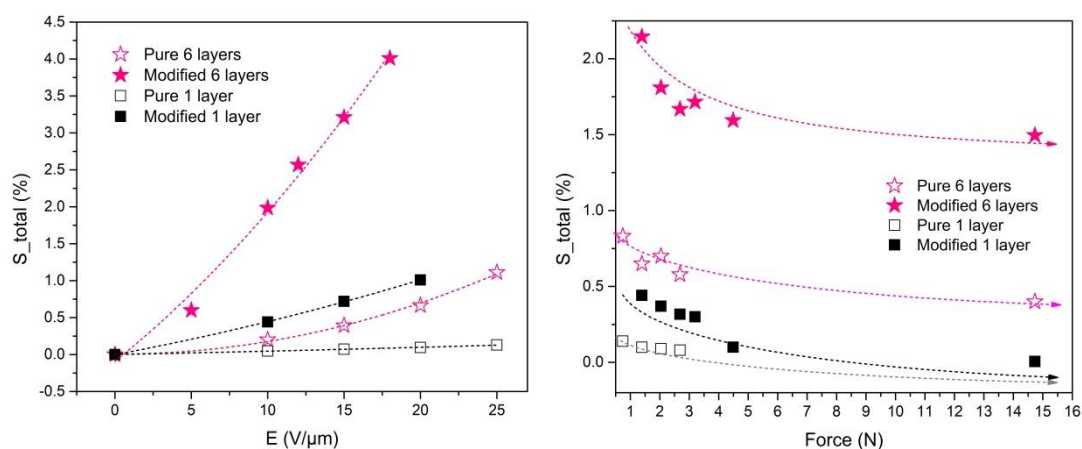 4.5
4.0
3.5
3.0
2.5
2.0
1.5
1.0
0.5
0.0
-0.5
S_total (%)
Pure 6 layers
Modified 6 layers
Pure 1 layer
Modified 1 layer
0 5 10 15 20 25
E (V/μm)
2.0
1.5
1.0
0.5
0.0
S_total (%)
Pure 6 layers
Modified 6 layers
Pure 1 layer
Modified 1 layer
1 2 3 4 5 6 7 8 9 10 11 12 13 14 15 16
Force (N)